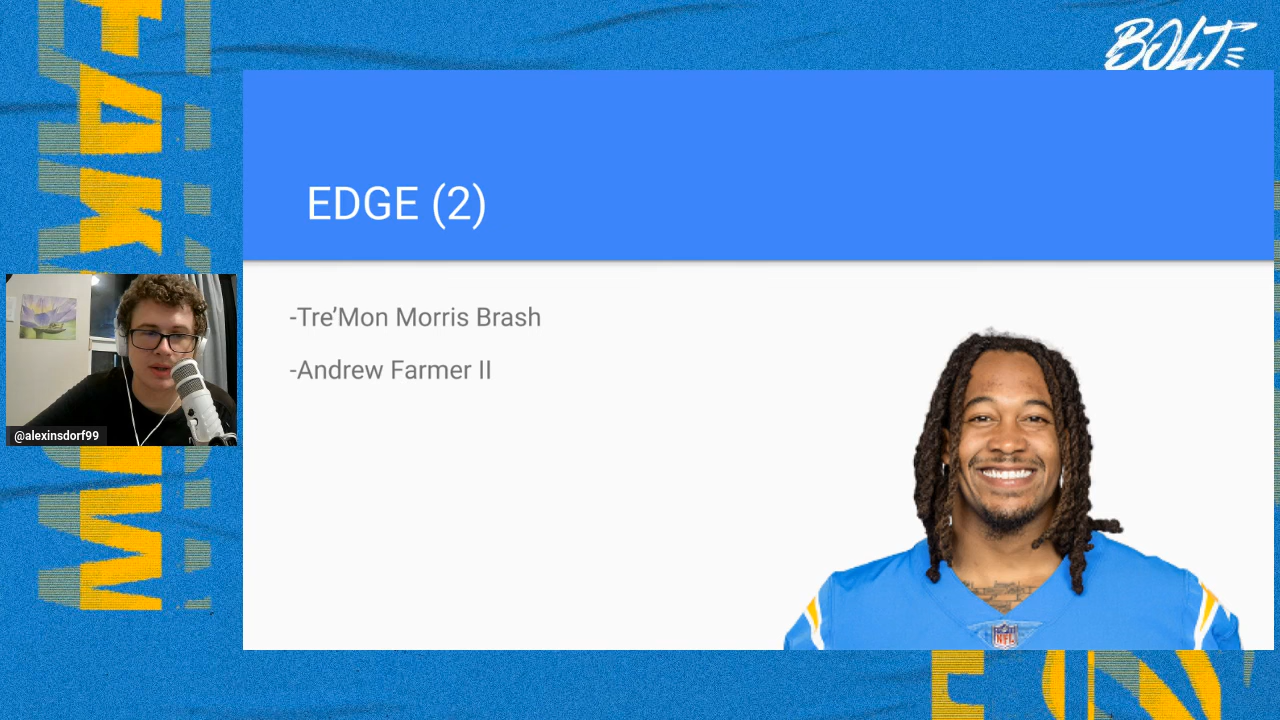 BOLT
EDGE (2)
-Tre’Mon Morris Brash
-Andrew Farmer II
@alexinsdorf99
NFL